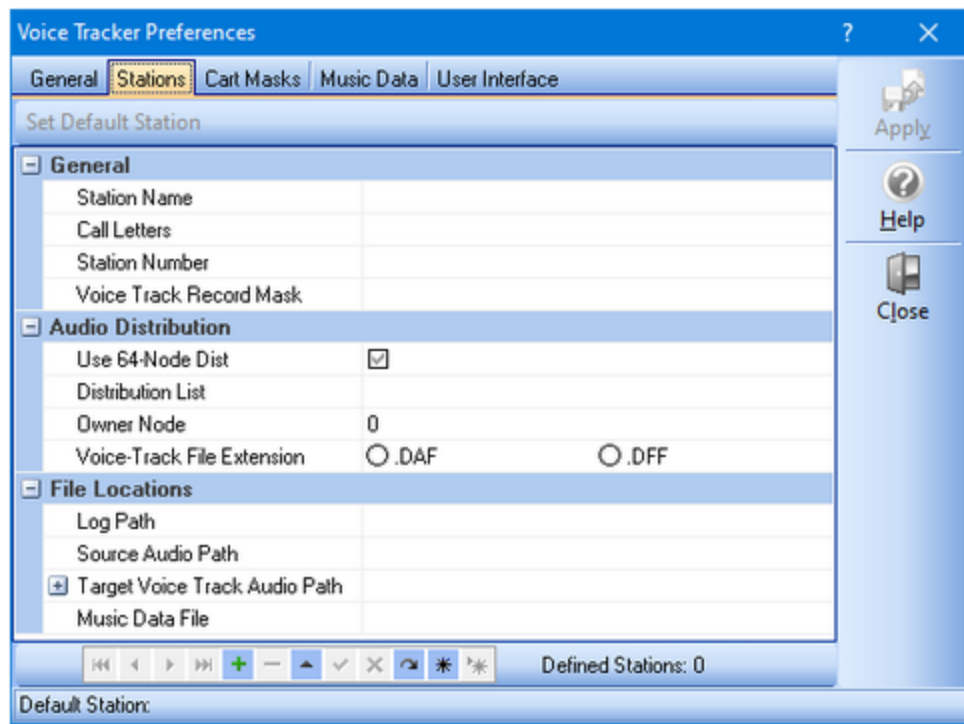 Voice Tracker Preferences ?
General Stations Cart Masks Music Data User Interface
Set Default Station
Apply
General
Station Name
Call Letters
Help
Station Number
Voice Track Record Mask
Close
Audio Distribution
Use 64-Node Dist
Distribution List
Owner Node 0
Voice-Track File Extension .DAF .DFF
File Locations
Log Path
Source Audio Path
Target Voice Track Audio Path
Music Data File
Defined Stations: 0
Default Station: